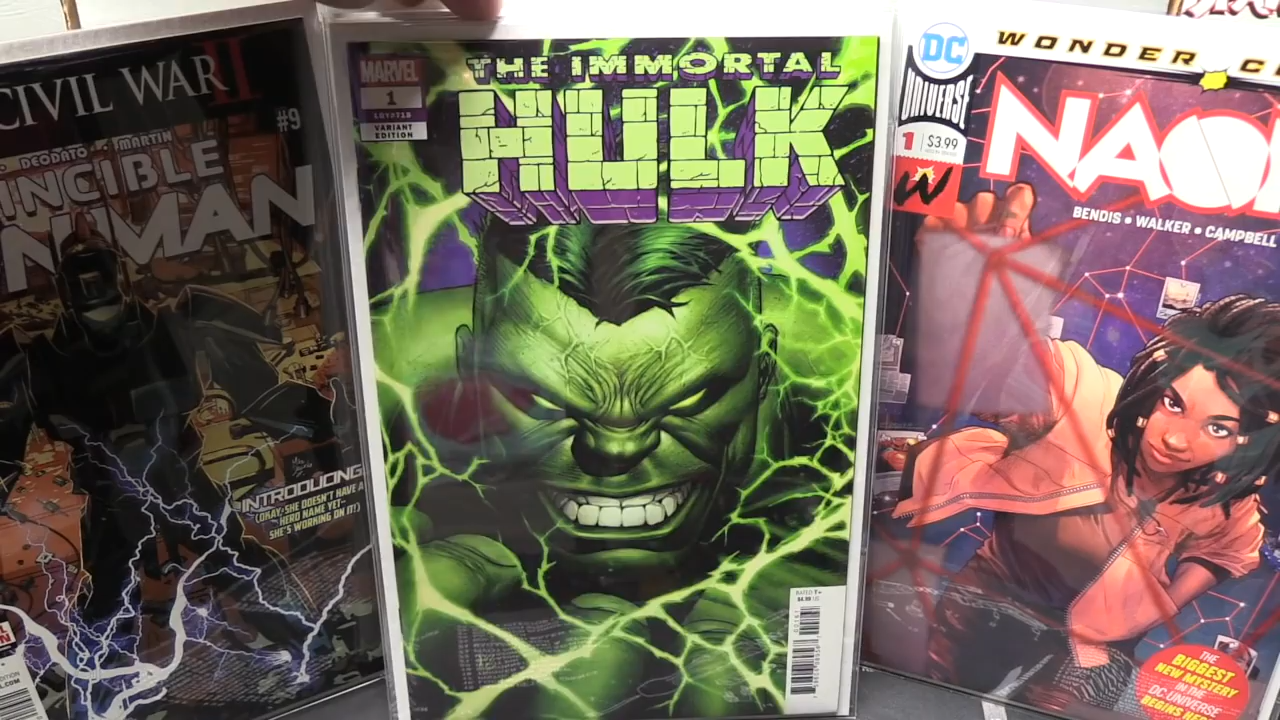 CIVIL WAR II
#9
DEODATO MARTIN
INCIBLE
MAN
INTRODUCING
(OKAY, SHE DOESN'T HAVE A
HERO NAME YET--
SHE'S WORKING ON IT!)
MARVEL
1
LGY#718
VARIANT
EDITION
THE IMMORTAL
HULK
RATED T+
$4.99 US
DC
UNIVERSE
WONDER C
1 $3.99
W
NAO
BENDIS • WALKER • CAMPBELL
THE
BIGGEST
NEW MYSTERY
IN THE
DC UNIVERSE
BEGINS